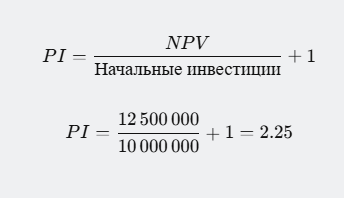 PI = NPV / Начальные инвестиции + 1
PI = 12 500 000 / 10 000 000 + 1 = 2.25